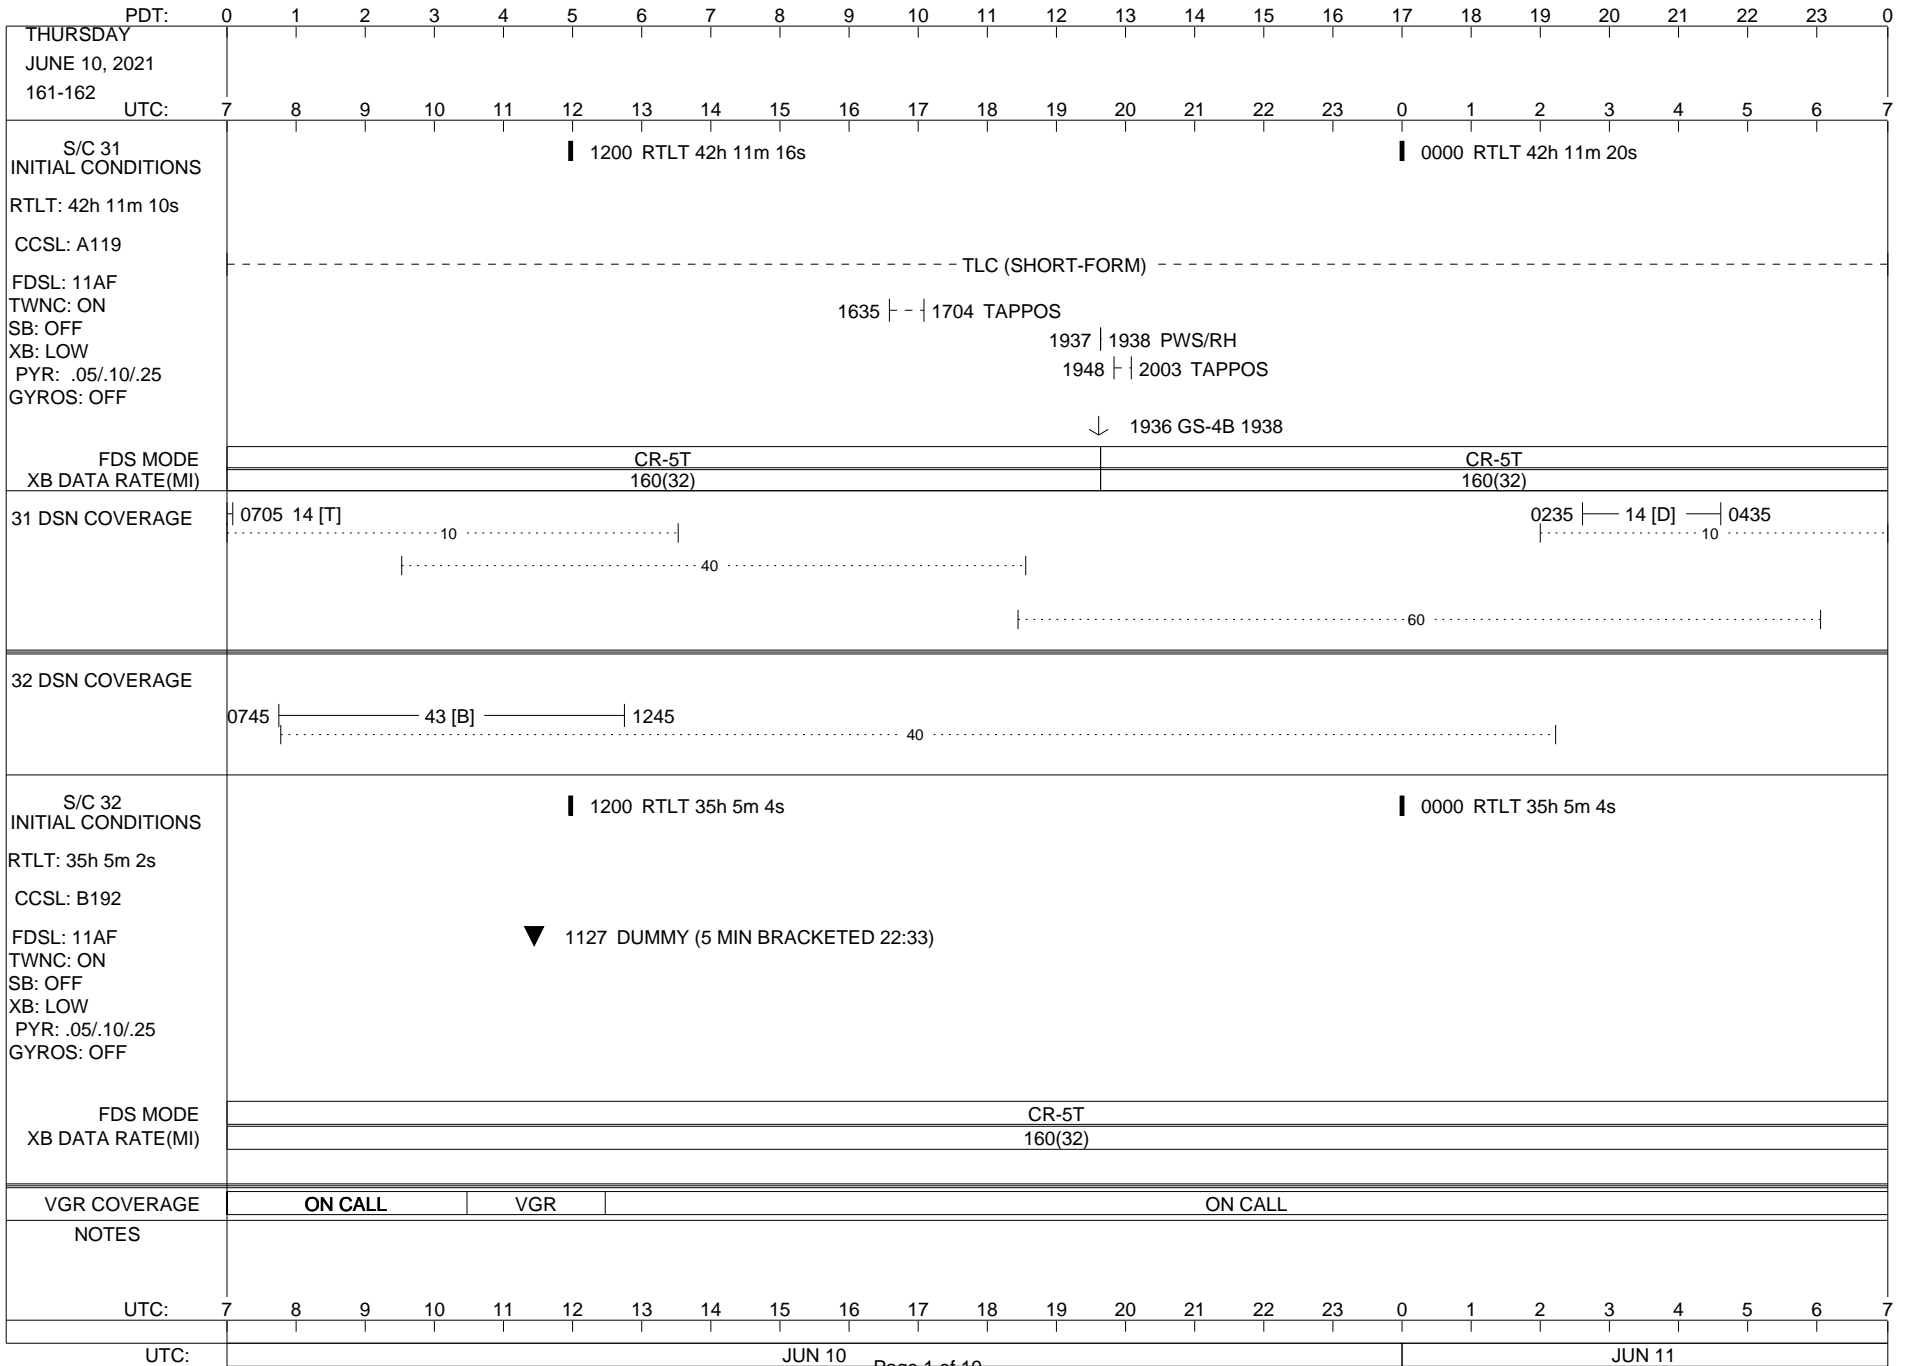 PDT: 0 1 2 3 4 5 6 7 8 9 10 11 12 13 14 15 16 17 18 19 20 21 22 23 0
THURSDAY
JUNE 10, 2021
161-162
UTC: 7 8 9 10 11 12 13 14 15 16 17 18 19 20 21 22 23 0 1 2 3 4 5 6 7
S/C 31
INITIAL CONDITIONS
1200 RTLT 42h 11m 16s
0000 RTLT 42h 11m 20s
RTLT: 42h 11m 10s
CCSL: A119
TLC (SHORT-FORM)
FDSL: 11AF
TWNC: ON
1635 1704 TAPPOS
SB: OFF
1937 1938 PWS/RH
XB: LOW
1948 2003 TAPPOS
PYR: .05/.10/.25
GYROS: OFF
1936 GS-4B 1938
FDS MODE CR-5T CR-5T
XB DATA RATE(MI) 160(32) 160(32)
31 DSN COVERAGE
0705 14 [T]
0235 14 [D] 0435
10 10
40
60
32 DSN COVERAGE
0745 43 [B] 1245
40
S/C 32
INITIAL CONDITIONS
1200 RTLT 35h 5m 4s
0000 RTLT 35h 5m 4s
RTLT: 35h 5m 2s
CCSL: B192
FDSL: 11AF
1127 DUMMY (5 MIN BRACKETED 22:33)
TWNC: ON
SB: OFF
XB: LOW
PYR: .05/.10/.25
GYROS: OFF
FDS MODE CR-5T
XB DATA RATE(MI) 160(32)
VGR COVERAGE ON CALL VGR ON CALL
NOTES
UTC: 7 8 9 10 11 12 13 14 15 16 17 18 19 20 21 22 23 0 1 2 3 4 5 6 7
UTC: JUN 10 JUN 11
Page 1 of 19